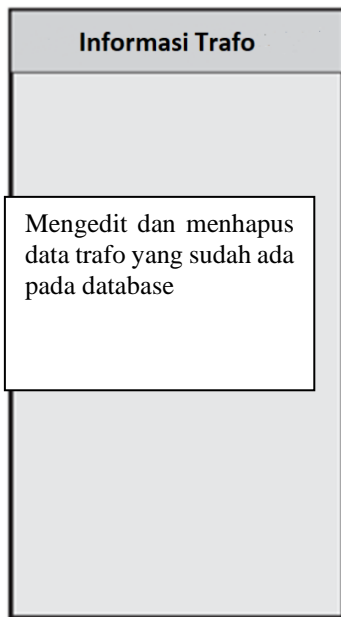 Informasi Trafo
Mengedit dan menhapus
data trafo yang sudah ada
pada database